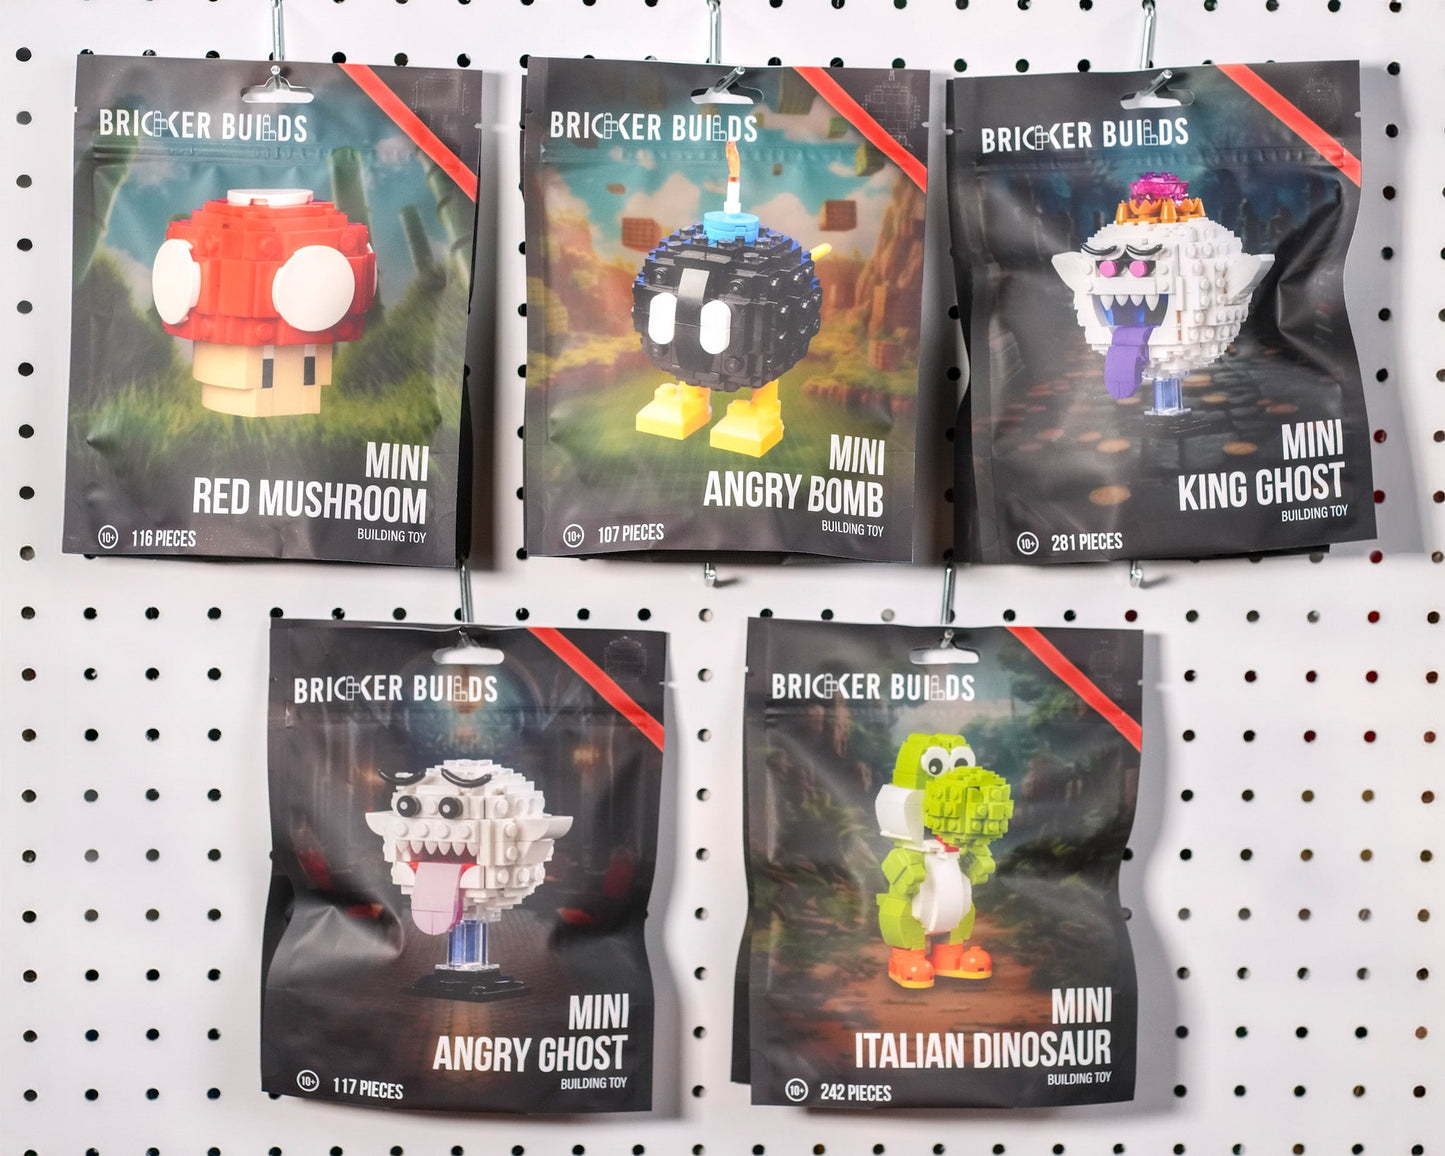 BRICKER BUILDS
MINI
RED MUSHROOM
BUILDING TOY
10+ 116 PIECES
BRICKER BUILDS
MINI
ANGRY BOMB
BUILDING TOY
10+ 107 PIECES
BRICKER BUILDS
MINI
KING GHOST
BUILDING TOY
10+ 281 PIECES
BRICKER BUILDS
MINI
ANGRY GHOST
BUILDING TOY
10+ 117 PIECES
BRICKER BUILDS
MINI
ITALIAN DINOSAUR
BUILDING TOY
10+ 242 PIECES